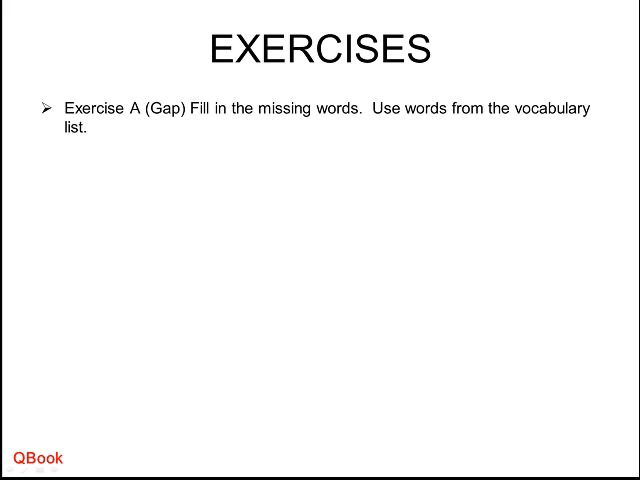 EXERCISES
➢ Exercise A (Gap) Fill in the missing words.  Use words from the vocabulary
list.
QBook